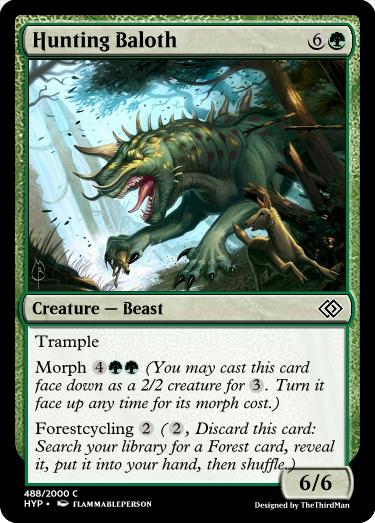 Hunting Baloth 6
Creature — Beast
Trample
Morph 4 (You may cast this card
face down as a 2/2 creature for 3. Turn it
face up any time for its morph cost.)
Forestcycling 2 ( 2, Discard this card:
Search your library for a Forest card, reveal
it, put it into your hand, then shuffle.)
6/6
488/2000 C
HYP • FLAMMABLEPERSON
Designed by TheThirdMan